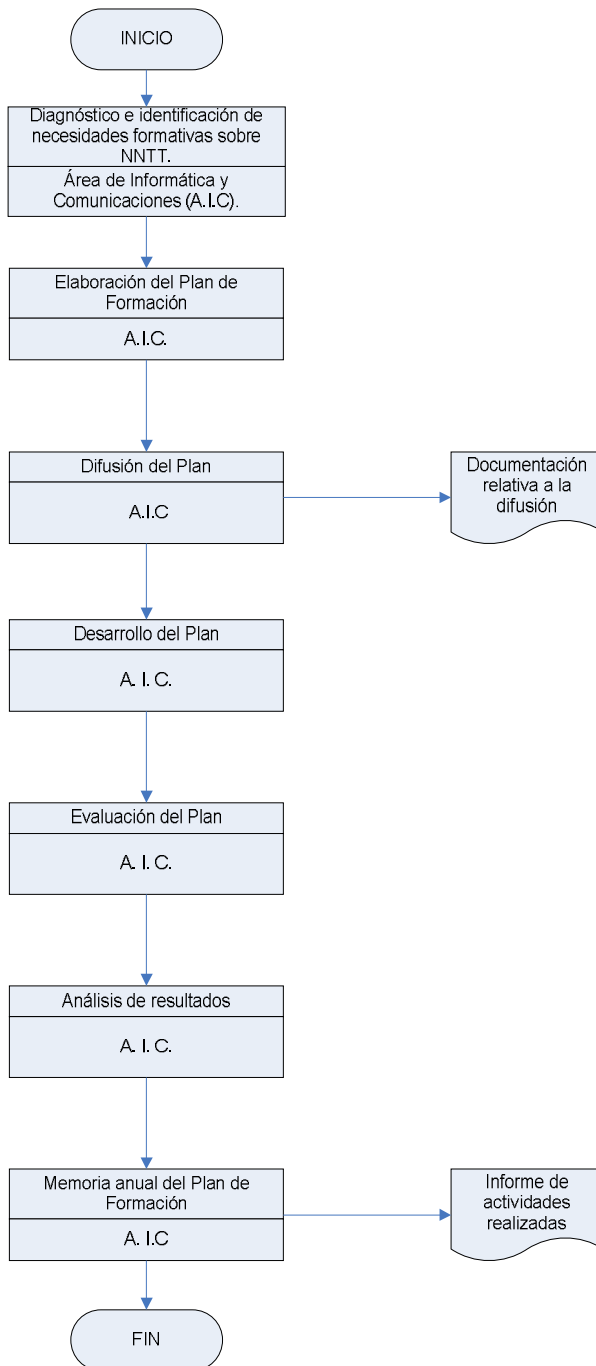 INICIO
Diagnóstico e identificación de
necesidades formativas sobre
NNTT.
Área de Informática y
Comunicaciones (A.I.C).
Elaboración del Plan de
Formación
A.I.C.
Difusión del Plan
A.I.C
Documentación
relativa a la
difusión
Desarrollo del Plan
A. I. C.
Evaluación del Plan
A. I. C.
Análisis de resultados
A. I. C.
Memoria anual del Plan de
Formación
A. I.C
Informe de
actividades
realizadas
FIN